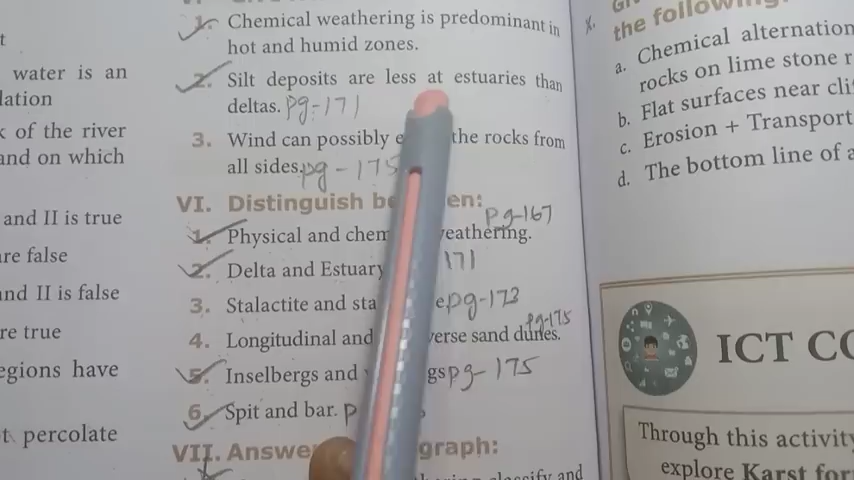 t
water is an
lation
k of the river
and on which
and II is true
are false
and II is false
re true
egions have
t percolate
1. Chemical weathering is predominant in
hot and humid zones.
2. Silt deposits are less at estuaries than
deltas. pg-171
3. Wind can possibly e the rocks from
all sides. pg-175
VI. Distinguish be en:
pg-167
1. Physical and chem eathering.
2. Delta and Estuary 171
3. Stalactite and sta e pg-173
pg-175
4. Longitudinal and verse sand dunes.
5. Inselbergs and gs pg-175
6. Spit and bar. p
VII. Answe graph:
classify and
the following
a. Chemical alternation
rocks on lime stone r
b. Flat surfaces near cli
c. Erosion + Transport
d. The bottom line of a
ICT CO
Through this activity
explore Karst for